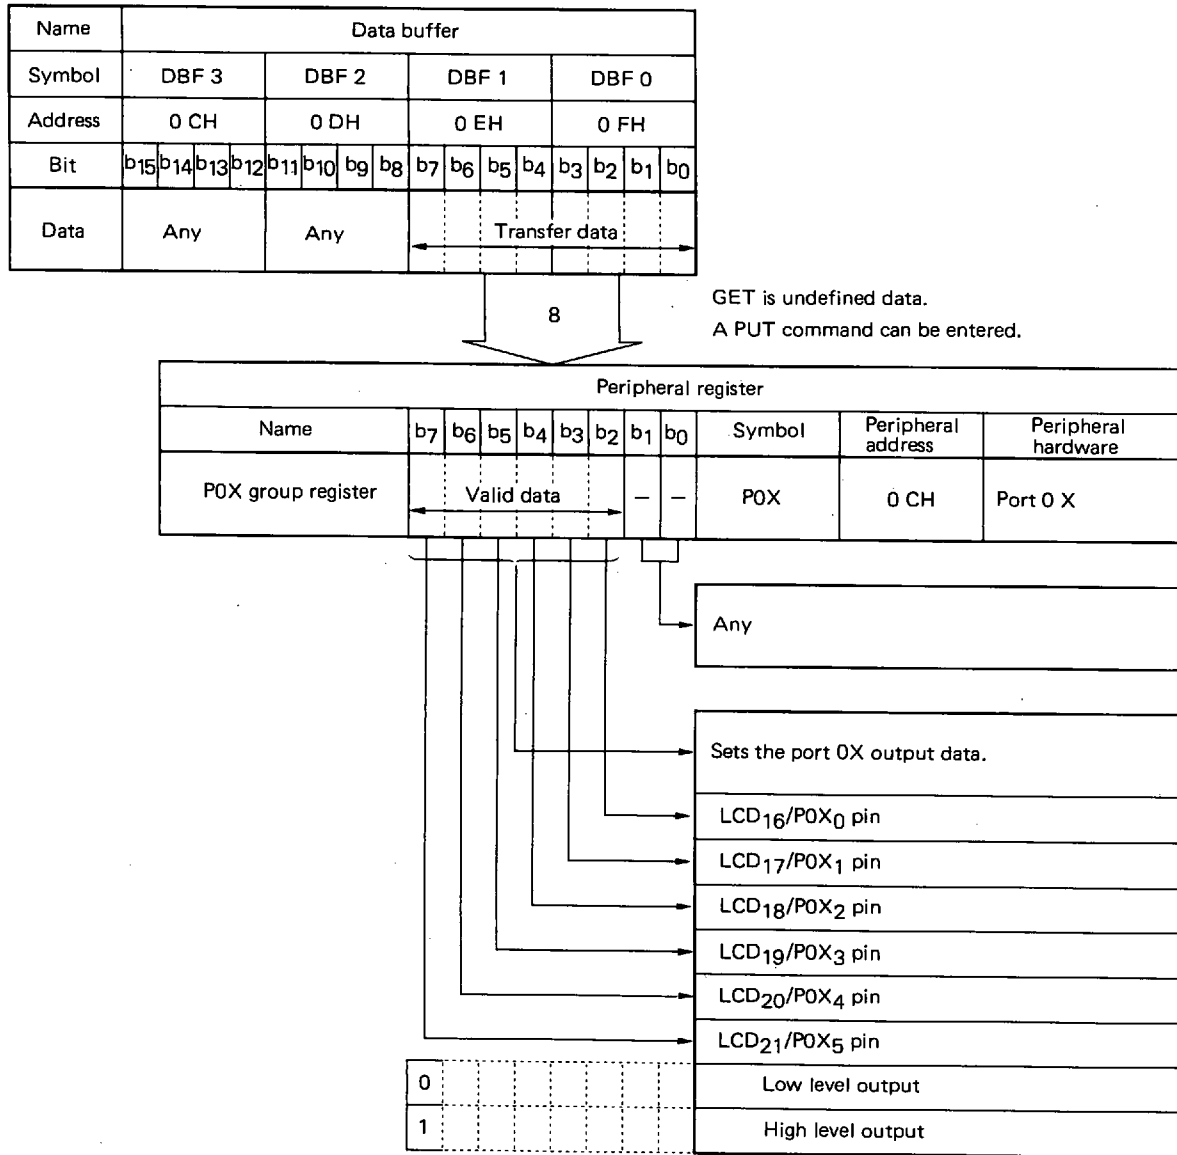 Name Data buffer
Symbol DBF 3 DBF 2 DBF 1 DBF 0
Address 0 CH 0 DH 0 EH 0 FH
Bit b15 b14 b13 b12 b11 b10 b9 b8 b7 b6 b5 b4 b3 b2 b1 b0
Data Any Any Transfer data
8
GET is undefined data.
A PUT command can be entered.
Peripheral register
Name b7 b6 b5 b4 b3 b2 b1 b0 Symbol Peripheral address Peripheral hardware
P0X group register Valid data – – P0X 0 CH Port 0 X
Any
Sets the port 0X output data.
LCD16/P0X0 pin
LCD17/P0X1 pin
LCD18/P0X2 pin
LCD19/P0X3 pin
LCD20/P0X4 pin
LCD21/P0X5 pin
0 Low level output
1 High level output